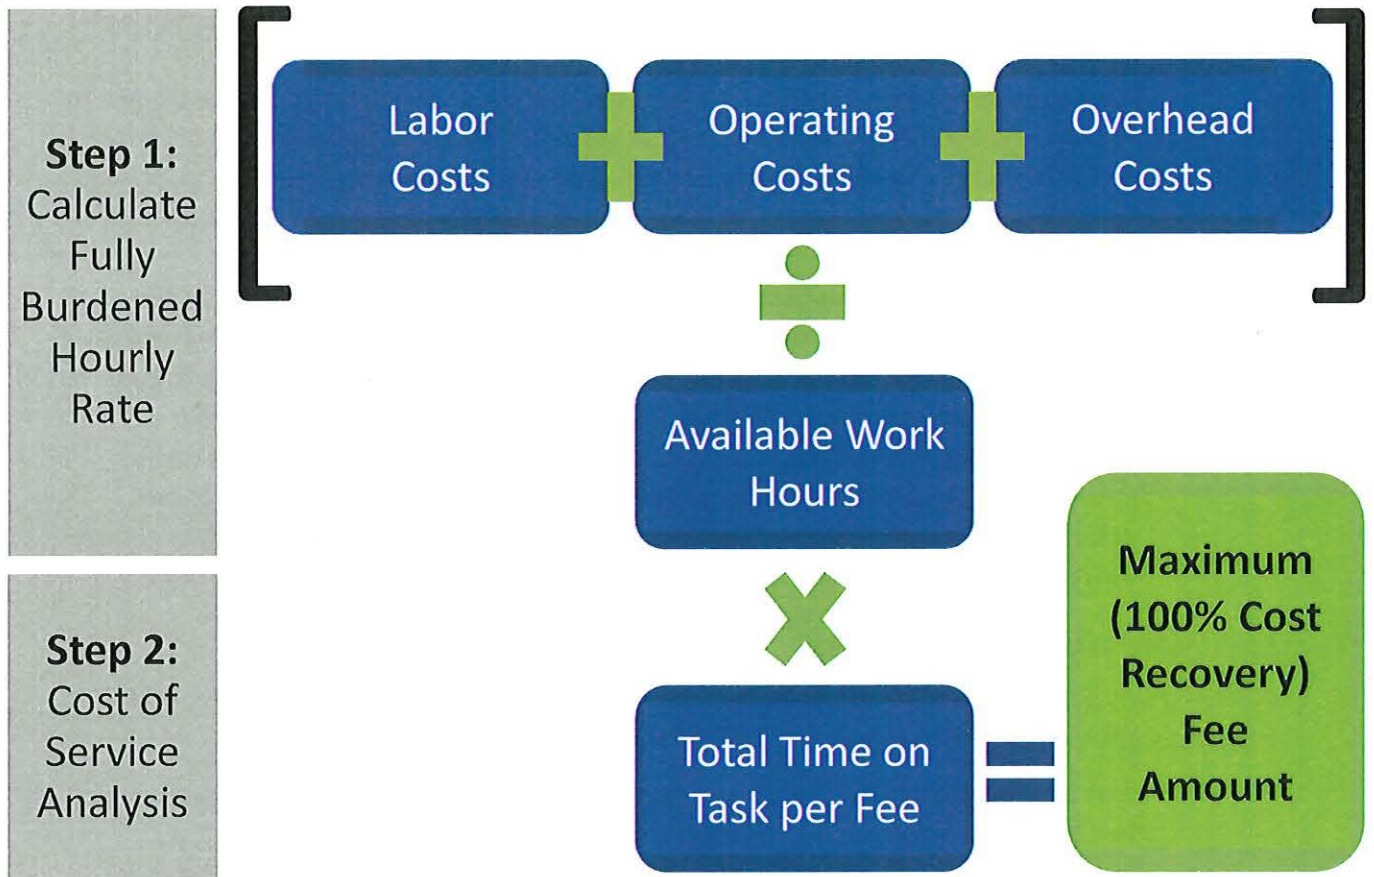 Step 1:
Calculate
Fully
Burdened
Hourly
Rate
Labor
Costs
Operating
Costs
Overhead
Costs
Available Work
Hours
Step 2:
Cost of
Service
Analysis
Total Time on
Task per Fee
Maximum
(100% Cost
Recovery)
Fee
Amount